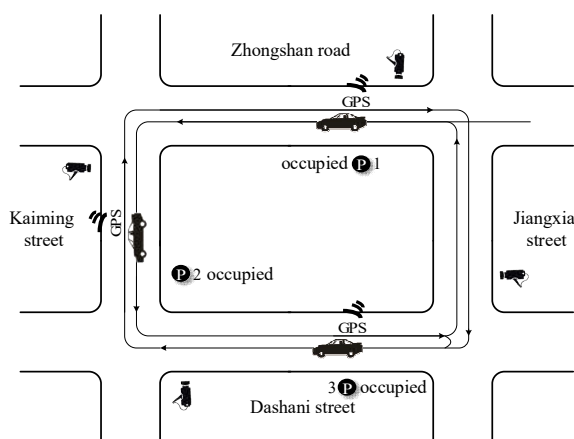 Zhongshan road
GPS
occupied P 1
Kaiming
street
GPS
Jiangxia
street
P 2 occupied
GPS
3 P occupied
Dashani street